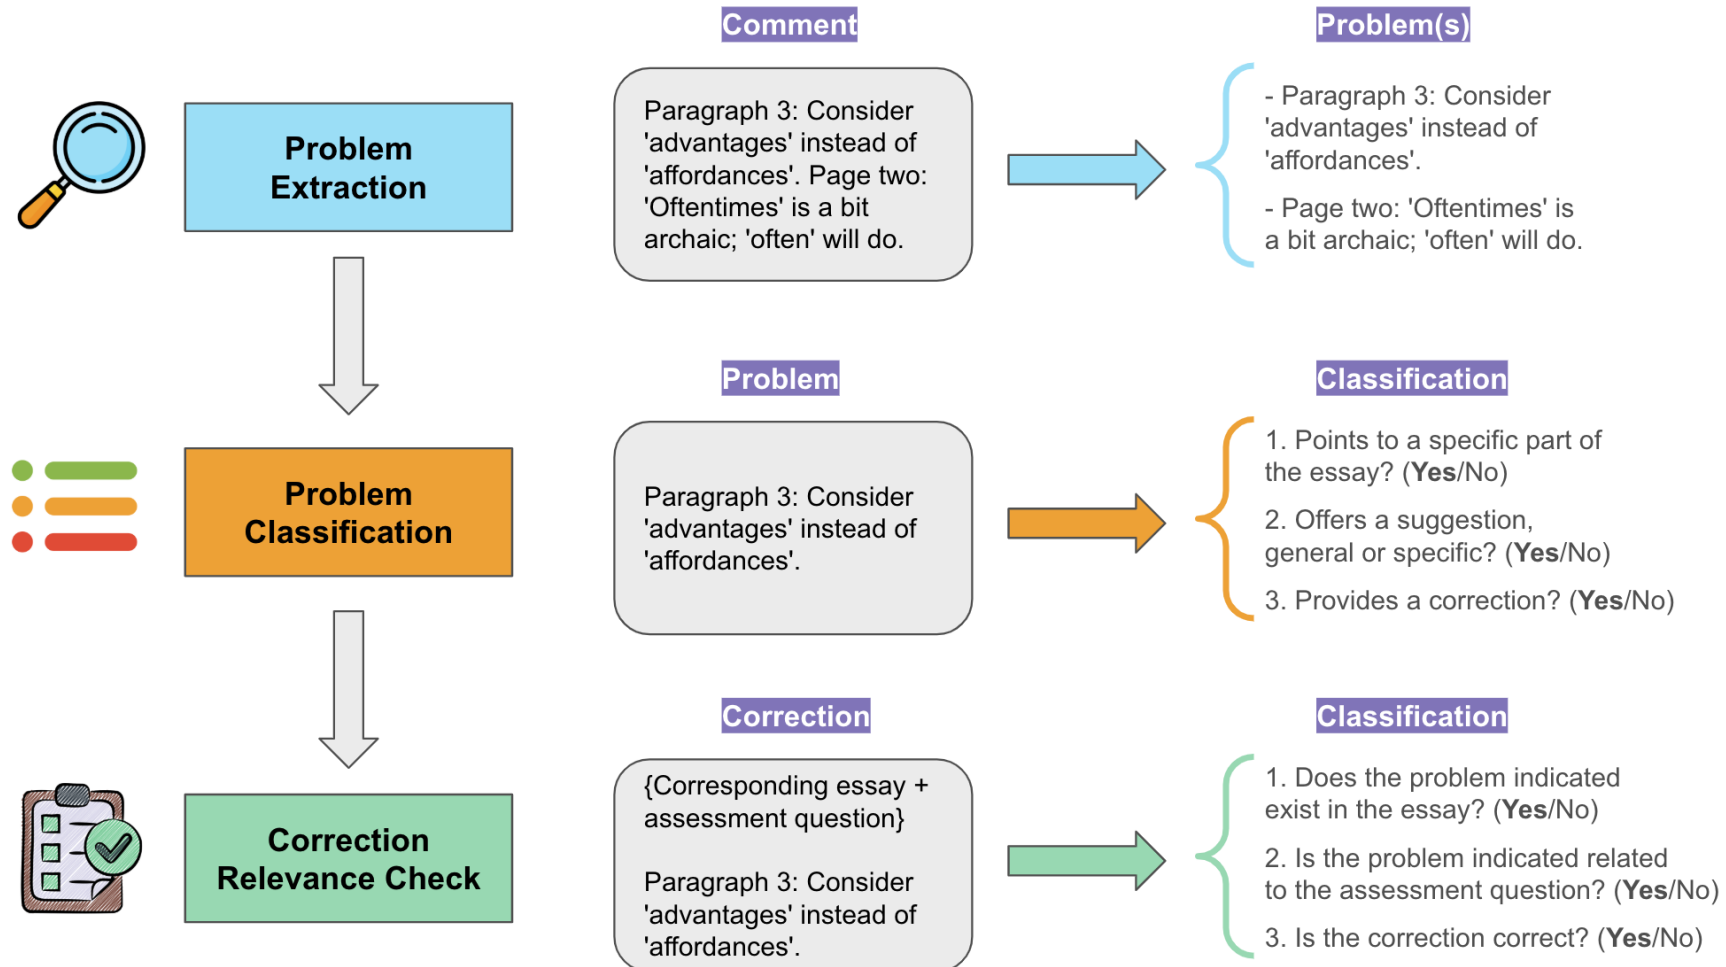 Comment
Problem(s)
Problem
Extraction
Paragraph 3: Consider
'advantages' instead of
'affordances'. Page two:
'Oftentimes' is a bit
archaic; 'often' will do.
- Paragraph 3: Consider
'advantages' instead of
'affordances'.
- Page two: 'Oftentimes' is
a bit archaic; 'often' will do.
Problem
Classification
Problem
Classification
Paragraph 3: Consider
'advantages' instead of
'affordances'.
1. Points to a specific part of
the essay? (Yes/No)
2. Offers a suggestion,
general or specific? (Yes/No)
3. Provides a correction? (Yes/No)
Correction
Classification
Correction
Relevance Check
{Corresponding essay +
assessment question}
Paragraph 3: Consider
'advantages' instead of
'affordances'.
1. Does the problem indicated
exist in the essay? (Yes/No)
2. Is the problem indicated related
to the assessment question? (Yes/No)
3. Is the correction correct? (Yes/No)